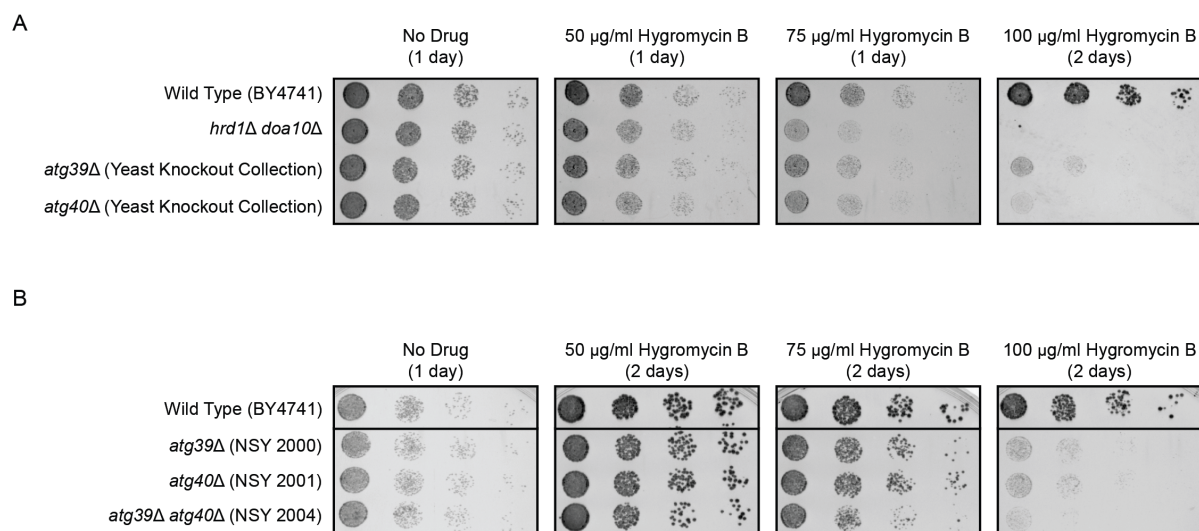 A
No Drug
(1 day)
50 µg/ml Hygromycin B
(1 day)
75 µg/ml Hygromycin B
(1 day)
100 µg/ml Hygromycin B
(2 days)
Wild Type (BY4741)
hrd1Δ doa10Δ
atg39Δ (Yeast Knockout Collection)
atg40Δ (Yeast Knockout Collection)
B
No Drug
(1 day)
50 µg/ml Hygromycin B
(2 days)
75 µg/ml Hygromycin B
(2 days)
100 µg/ml Hygromycin B
(2 days)
Wild Type (BY4741)
atg39Δ (NSY 2000)
atg40Δ (NSY 2001)
atg39Δ atg40Δ (NSY 2004)